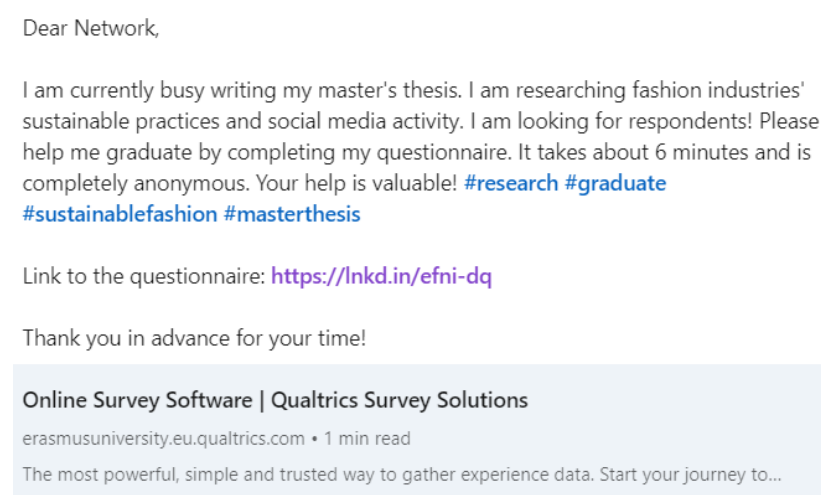 Dear Network,
I am currently busy writing my master's thesis. I am researching fashion industries'
sustainable practices and social media activity. I am looking for respondents! Please
help me graduate by completing my questionnaire. It takes about 6 minutes and is
completely anonymous. Your help is valuable! #research #graduate
#sustainablefashion #masterthesis
Link to the questionnaire: https://lnkd.in/efni-dq
Thank you in advance for your time!
Online Survey Software | Qualtrics Survey Solutions
erasmusuniversity.eu.qualtrics.com • 1 min read
The most powerful, simple and trusted way to gather experience data. Start your journey to...